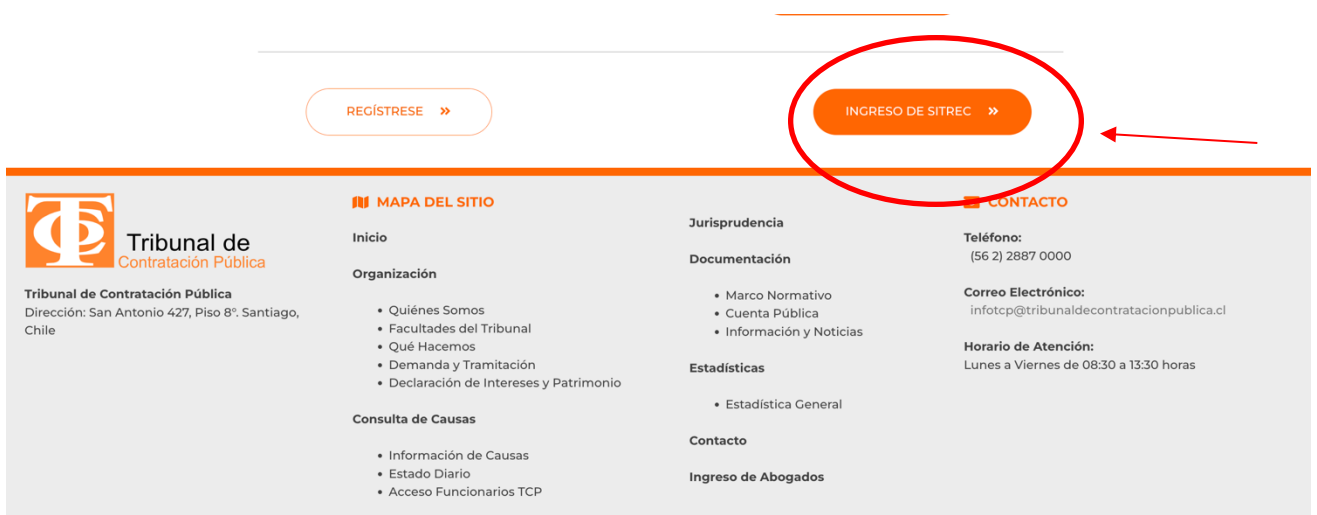 REGÍSTRESE »
INGRESO DE SITREC »
Tribunal de
Contratación Pública
Tribunal de Contratación Pública
Dirección: San Antonio 427, Piso 8°. Santiago,
Chile
MAPA DEL SITIO
Inicio
Organización
• Quiénes Somos
• Facultades del Tribunal
• Qué Hacemos
• Demanda y Tramitación
• Declaración de Intereses y Patrimonio
Consulta de Causas
• Información de Causas
• Estado Diario
• Acceso Funcionarios TCP
Jurisprudencia
Documentación
• Marco Normativo
• Cuenta Pública
• Información y Noticias
Estadísticas
• Estadística General
Contacto
Ingreso de Abogados
CONTACTO
Teléfono:
(56 2) 2887 0000
Correo Electrónico:
infotcp@tribunaldecontratacionpublica.cl
Horario de Atención:
Lunes a Viernes de 08:30 a 13:30 horas